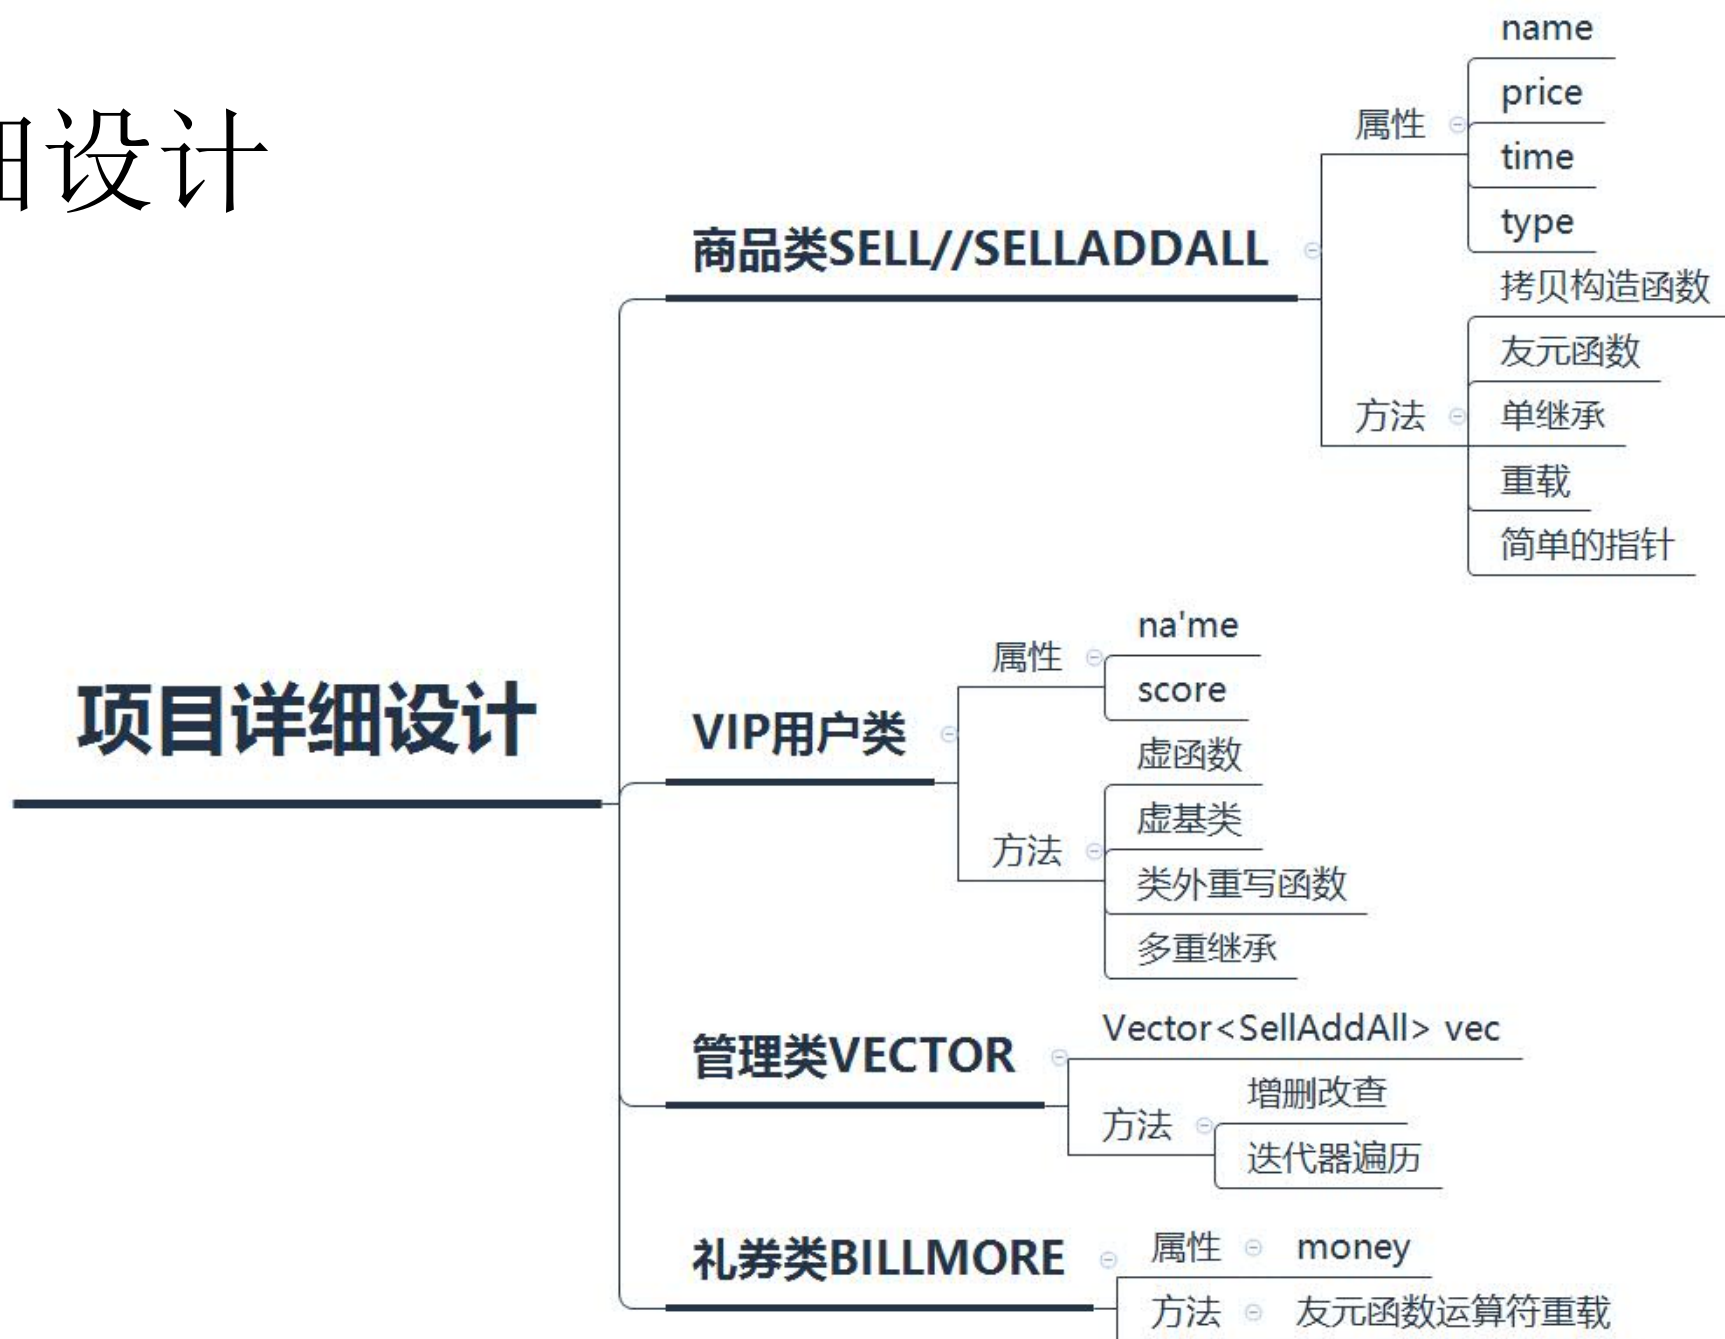 细设计
项目详细设计
商品类SELL//SELLADDALL
属性
name
price
time
type
方法
拷贝构造函数
友元函数
单继承
重载
简单的指针
VIP用户类
属性
na'me
score
方法
虚函数
虚基类
类外重写函数
多重继承
管理类VECTOR
Vector<SellAddAll> vec
方法
增删改查
迭代器遍历
礼券类BILLMORE
属性
money
方法
友元函数运算符重载